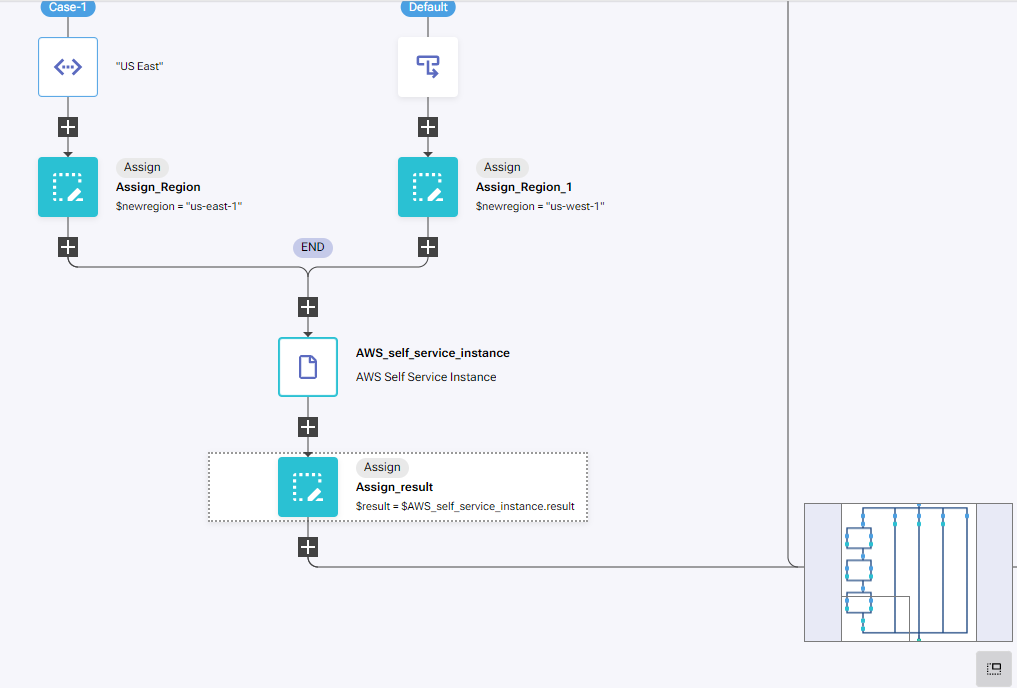 Case-1
Default
"US East"
Assign
Assign_Region
$newregion = "us-east-1"
Assign
Assign_Region_1
$newregion = "us-west-1"
END
AWS_self_service_instance
AWS Self Service Instance
Assign
Assign_result
$result = $AWS_self_service_instance.result